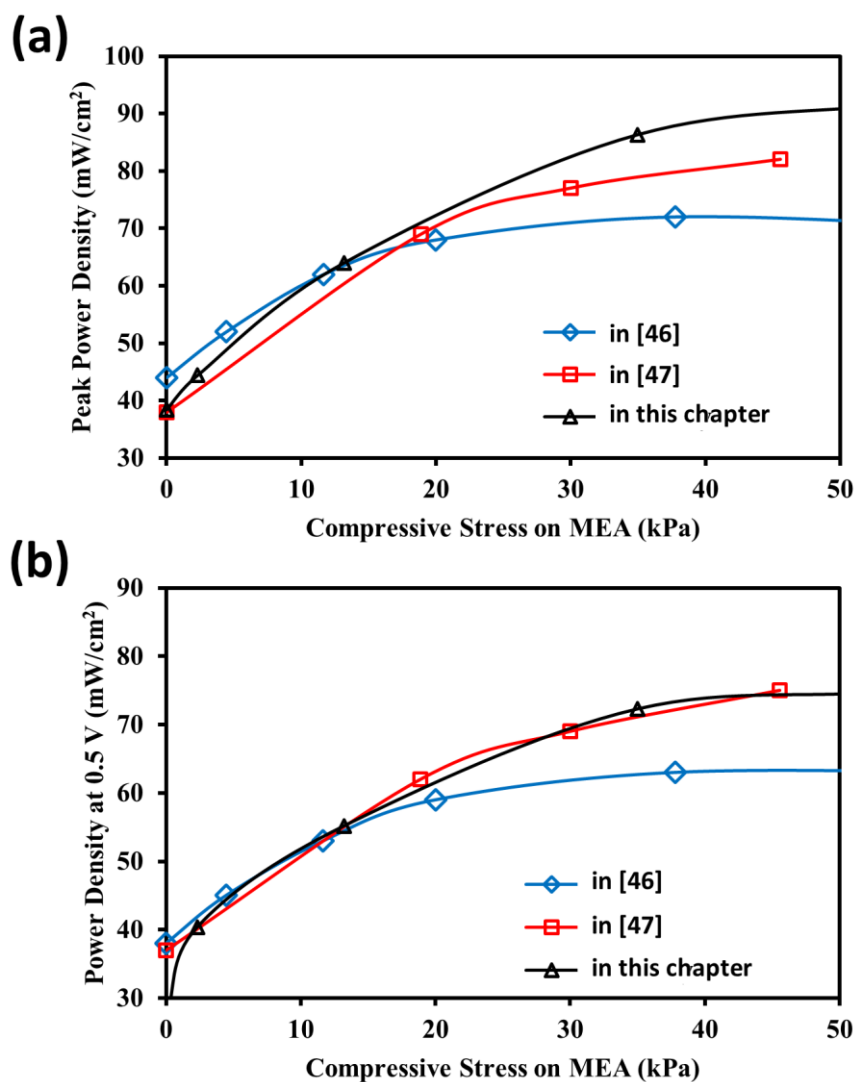 (a)
Peak Power Density (mW/cm²)
100
90
80
70
60
50
40
30
0
10
20
30
40
50
in [46]
in [47]
in this chapter
Compressive Stress on MEA (kPa)
(b)
Power Density at 0.5 V (mW/cm²)
90
80
70
60
50
40
30
0
10
20
30
40
50
in [46]
in [47]
in this chapter
Compressive Stress on MEA (kPa)